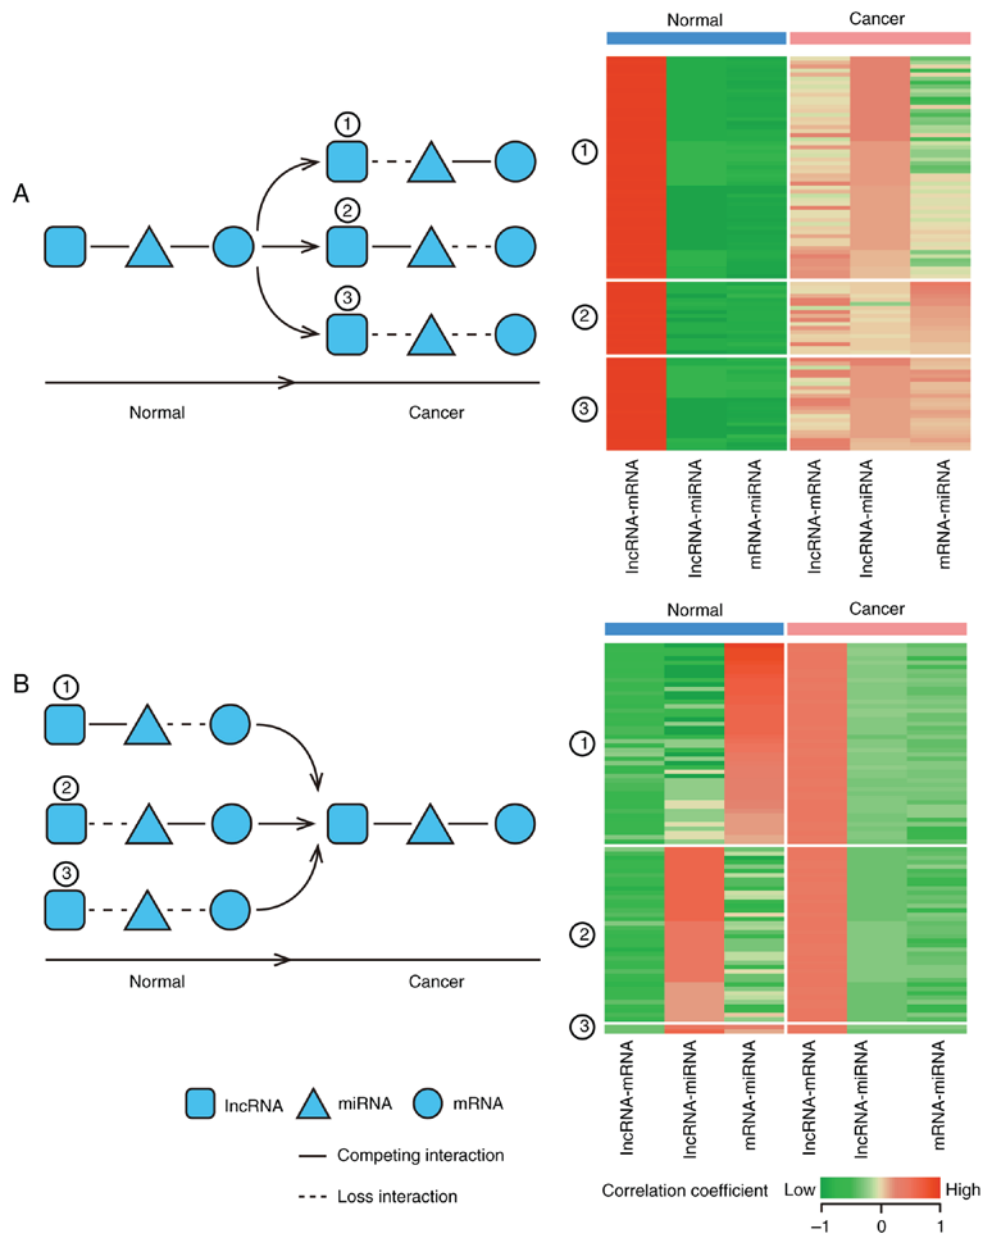 Normal Cancer
A
1
2
3
1
2
3
Normal Cancer
lncRNA-mRNA
lncRNA-miRNA
mRNA-miRNA
lncRNA-mRNA
lncRNA-miRNA
mRNA-miRNA
Normal Cancer
B
1
2
3
1
2
3
Normal Cancer
lncRNA-mRNA
lncRNA-miRNA
mRNA-miRNA
lncRNA-mRNA
lncRNA-miRNA
mRNA-miRNA
lncRNA miRNA mRNA
Competing interaction
Loss interaction
Correlation coefficient Low High
−1 0 1